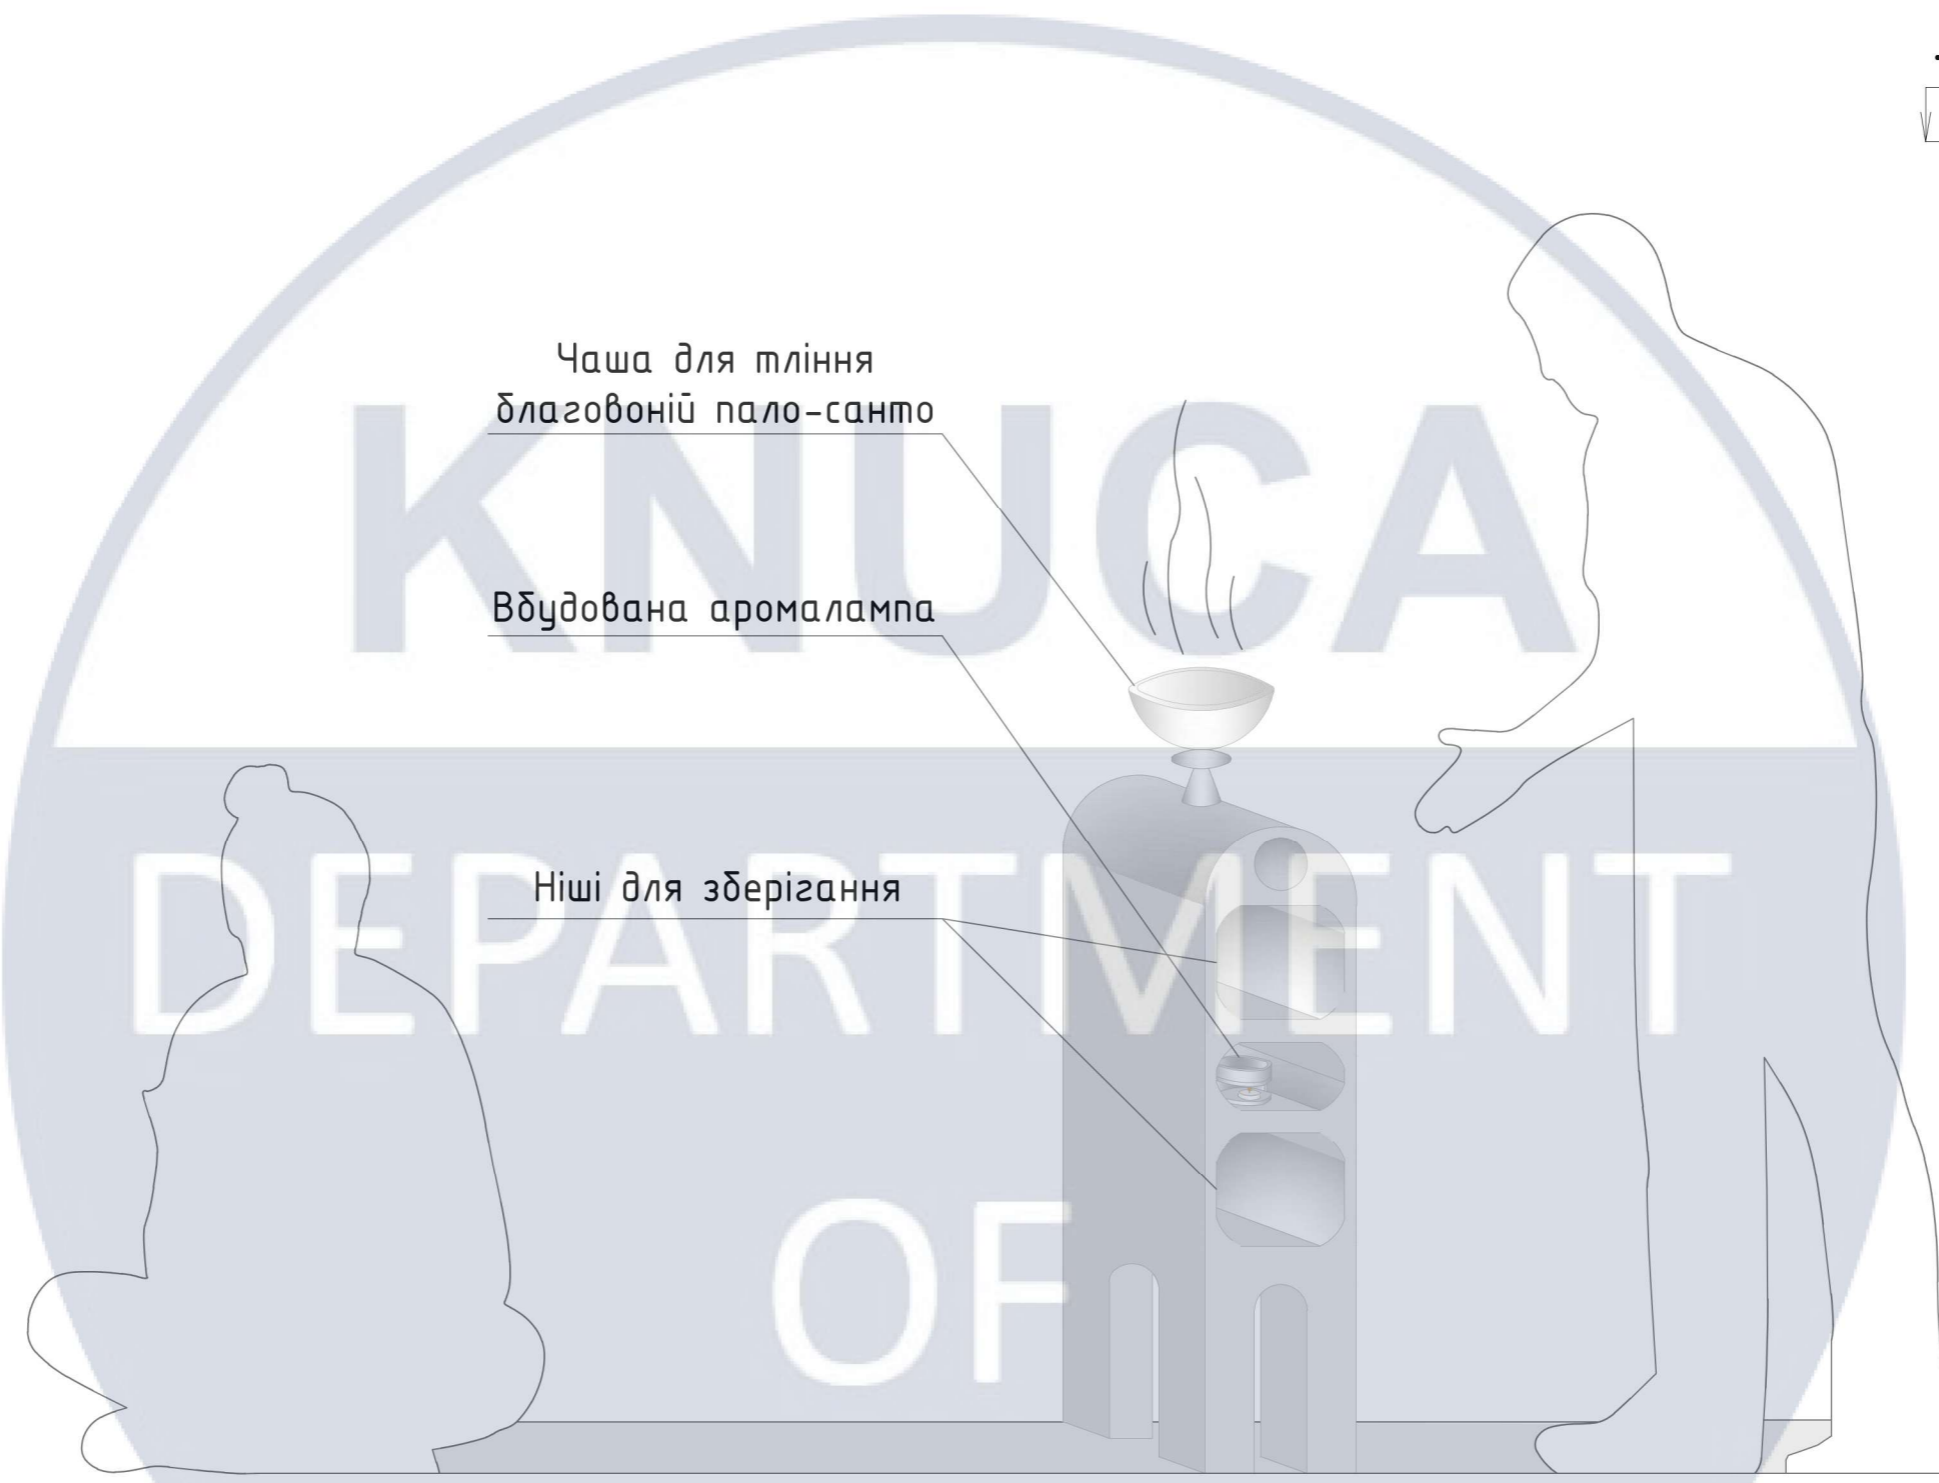 Чаша для тління
благовоній пало-санто
KNUCA
Вбудована аромалампа
Ніші для зберігання
DEPARTMENT
OF